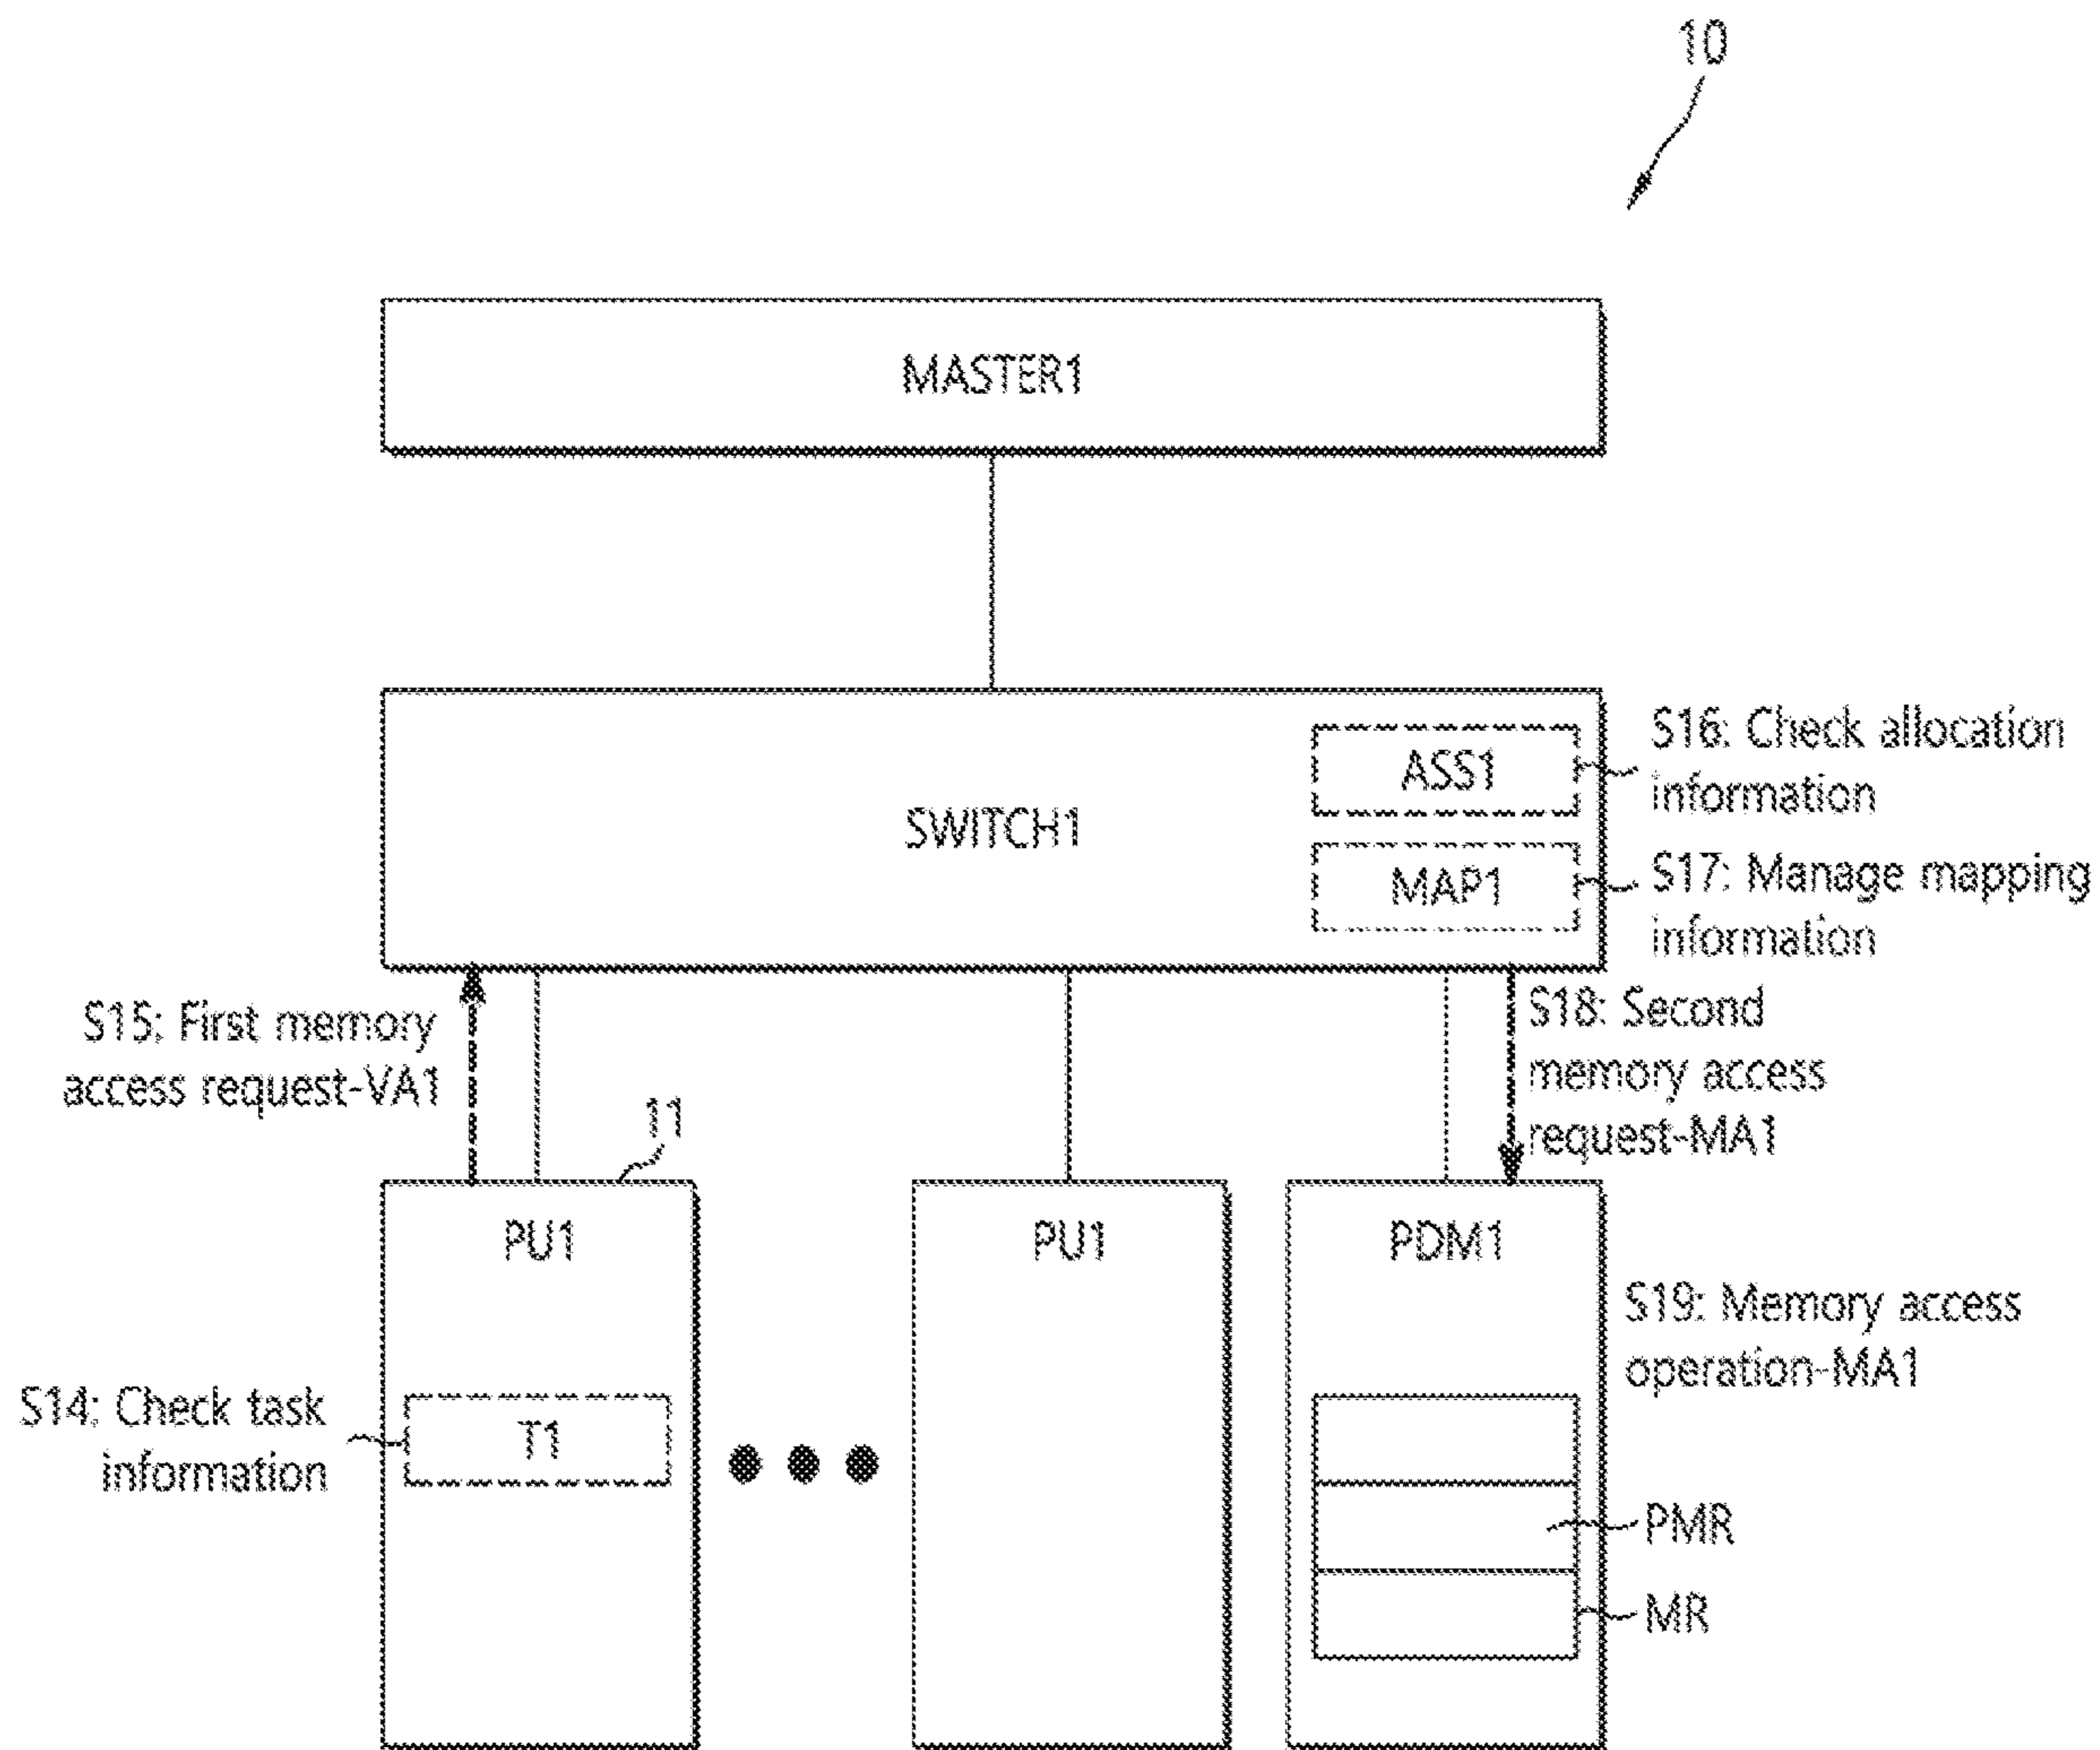 10
MASTER1
SWITCH1
ASS1
MAP1
S16: Check allocation
information
S17: Manage mapping
information
S15: First memory
access request-VA1
S18: Second
memory access
request-MA1
11
PU1
PU1
PDM1
S19: Memory access
operation-MA1
S14: Check task
information
T1
PMR
MR